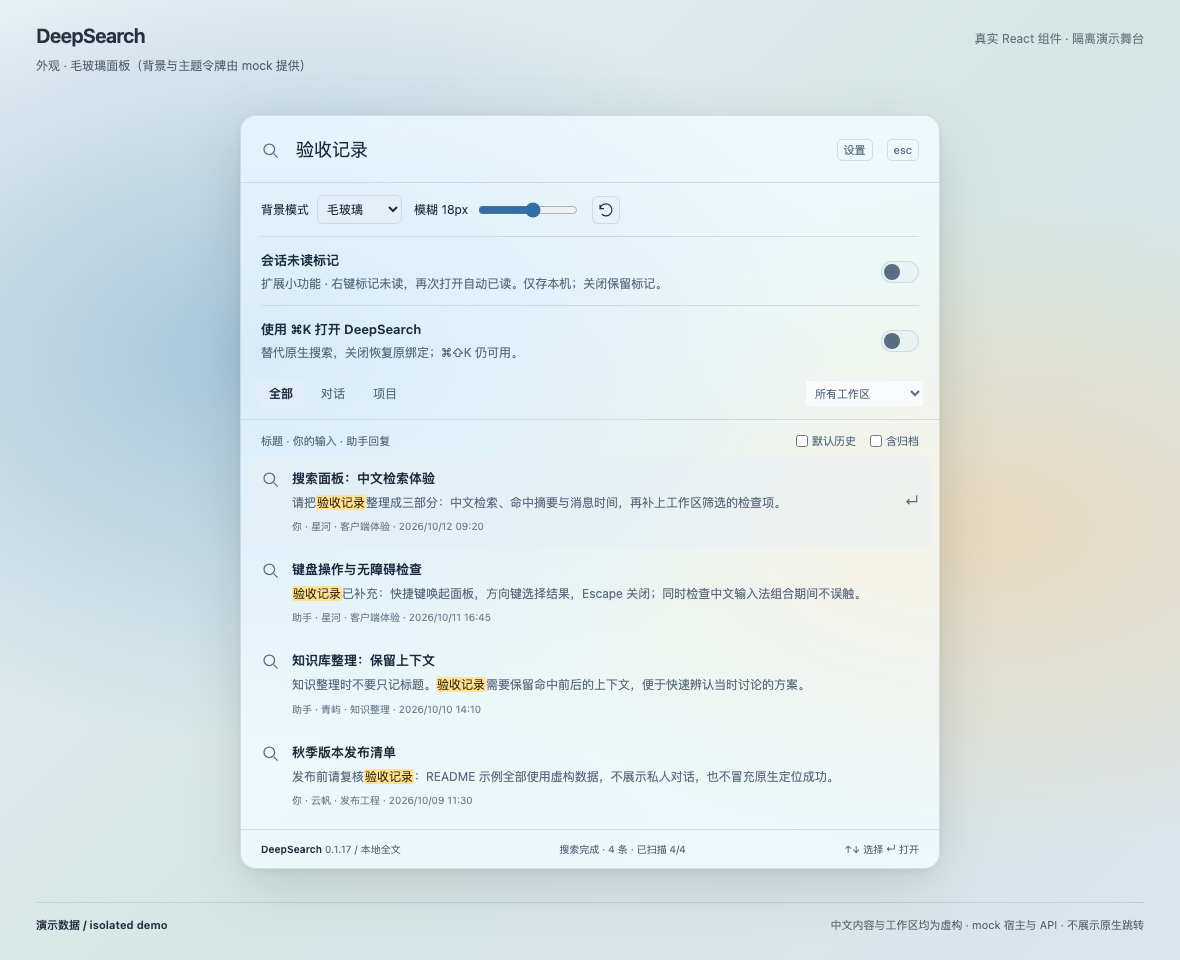 DeepSearch
真实 React 组件 · 隔离演示舞台
外观 · 毛玻璃面板（背景与主题令牌由 mock 提供）
验收记录
设置
esc
背景模式
毛玻璃
模糊 18px
会话未读标记
扩展小功能 · 右键标记未读，再次打开自动已读。仅存本机；关闭保留标记。
使用 ⌘K 打开 DeepSearch
替代原生搜索，关闭恢复原绑定；⌘⇧K 仍可用。
全部
对话
项目
所有工作区
标题 · 你的输入 · 助手回复
默认历史
含归档
搜索面板：中文检索体验
请把验收记录整理成三部分：中文检索、命中摘要与消息时间，再补上工作区筛选的检查项。
你 · 星河 · 客户端体验 · 2026/10/12 09:20
键盘操作与无障碍检查
验收记录已补充：快捷键唤起面板，方向键选择结果，Escape 关闭；同时检查中文输入法组合期间不误触。
助手 · 星河 · 客户端体验 · 2026/10/11 16:45
知识库整理：保留上下文
知识整理时不要只记标题。验收记录需要保留命中前后的上下文，便于快速辨认当时讨论的方案。
助手 · 青屿 · 知识整理 · 2026/10/10 14:10
秋季版本发布清单
发布前请复核验收记录：README 示例全部使用虚构数据，不展示私人对话，也不冒充原生定位成功。
你 · 云帆 · 发布工程 · 2026/10/09 11:30
DeepSearch 0.1.17 / 本地全文
搜索完成 · 4 条 · 已扫描 4/4
↑↓ 选择 ↵ 打开
演示数据 / isolated demo
中文内容与工作区均为虚构 · mock 宿主与 API · 不展示原生跳转